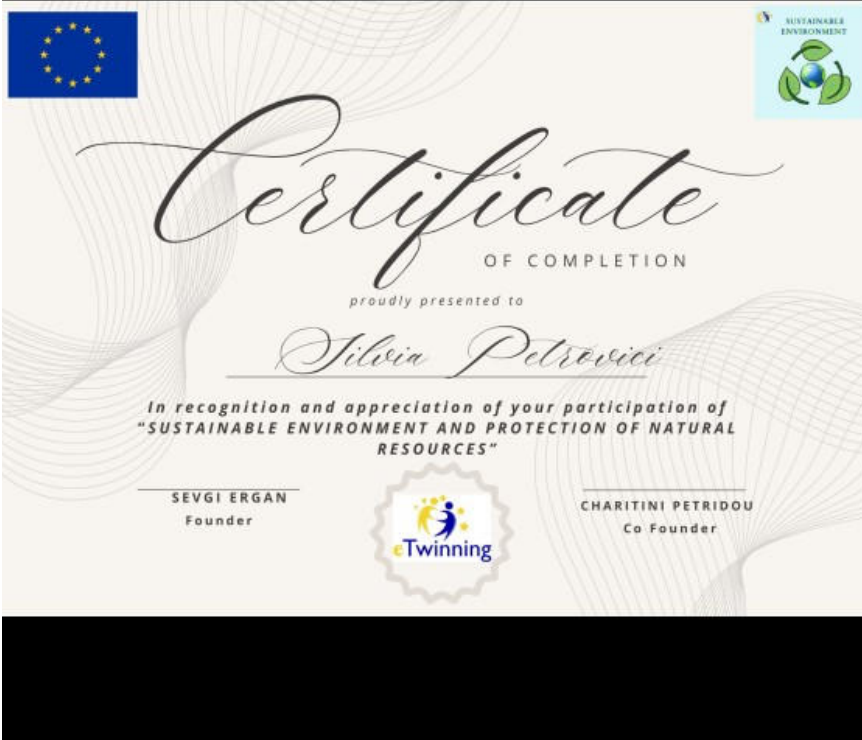 SUSTAINABLE
ENVIRONMENT
Certificate
OF COMPLETION
proudly presented to
Silvia Petrovici
In recognition and appreciation of your participation of
“SUSTAINABLE ENVIRONMENT AND PROTECTION OF NATURAL
RESOURCES”
SEVGI ERGAN
Founder
CHARITINI PETRIDOU
Co Founder
eTwinning